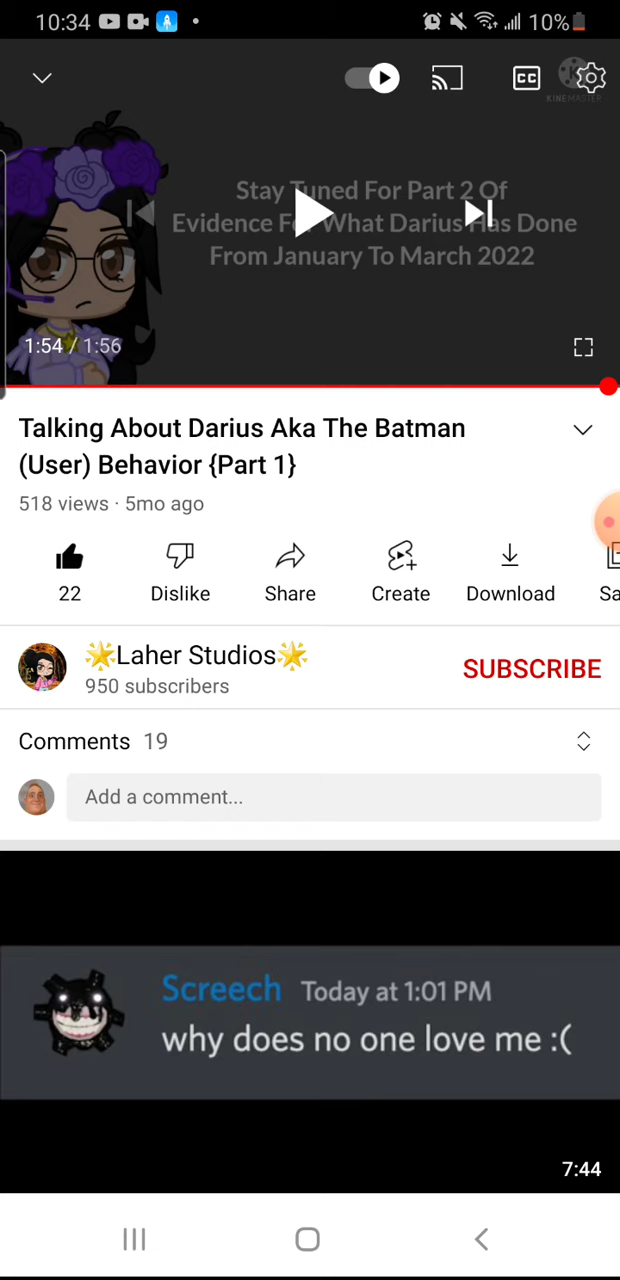 10:34
10%
CC
KINEMASTER
Stay Tuned For Part 2 Of
Evidence For What Darius Has Done
From January To March 2022
1:54 / 1:56
Talking About Darius Aka The Batman
(User) Behavior {Part 1}
518 views · 5mo ago
22
Dislike
Share
Create
Download
Sa
🌟Laher Studios🌟
950 subscribers
SUBSCRIBE
Comments 19
Add a comment...
Screech Today at 1:01 PM
why does no one love me :(
7:44